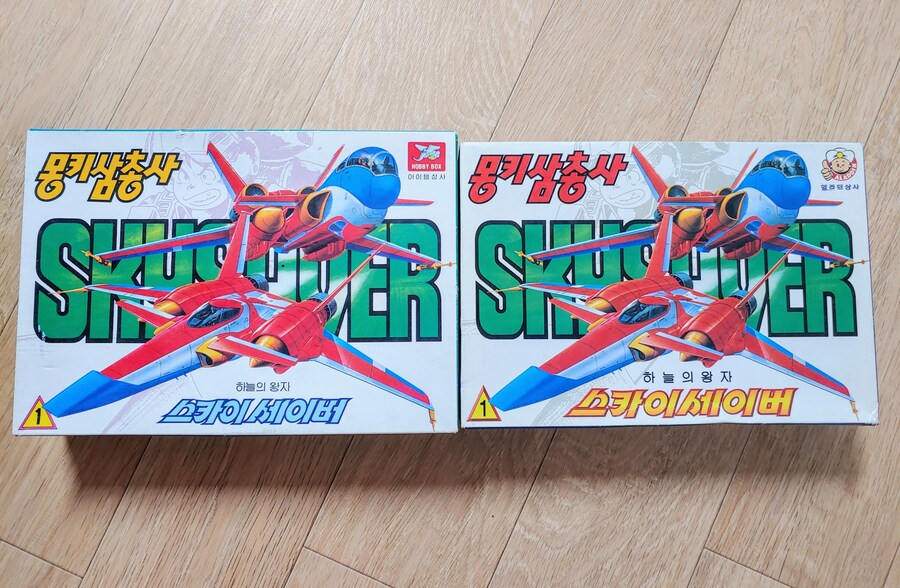 몽키삼총사
HOBBY BOX
아이템상사
SKYSAVER
하늘의 왕자
스카이세이버
1
몽키삼총사
SKYSAVER
하늘의왕자
스카이세이버
1